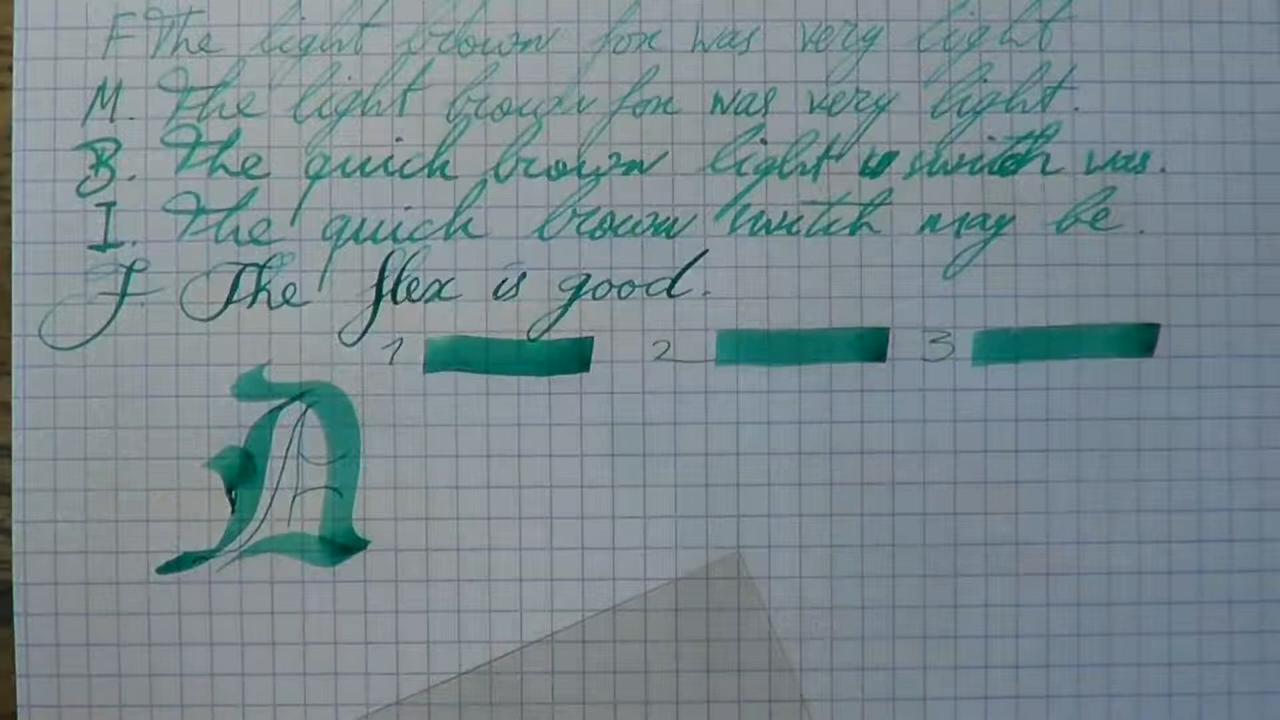 F The light brown fox was very light
M. The light brown fox was very light.
B. The quick brown light switch was.
I. The quick brown switch may be.
F. The flex is good.
1 2 3
A